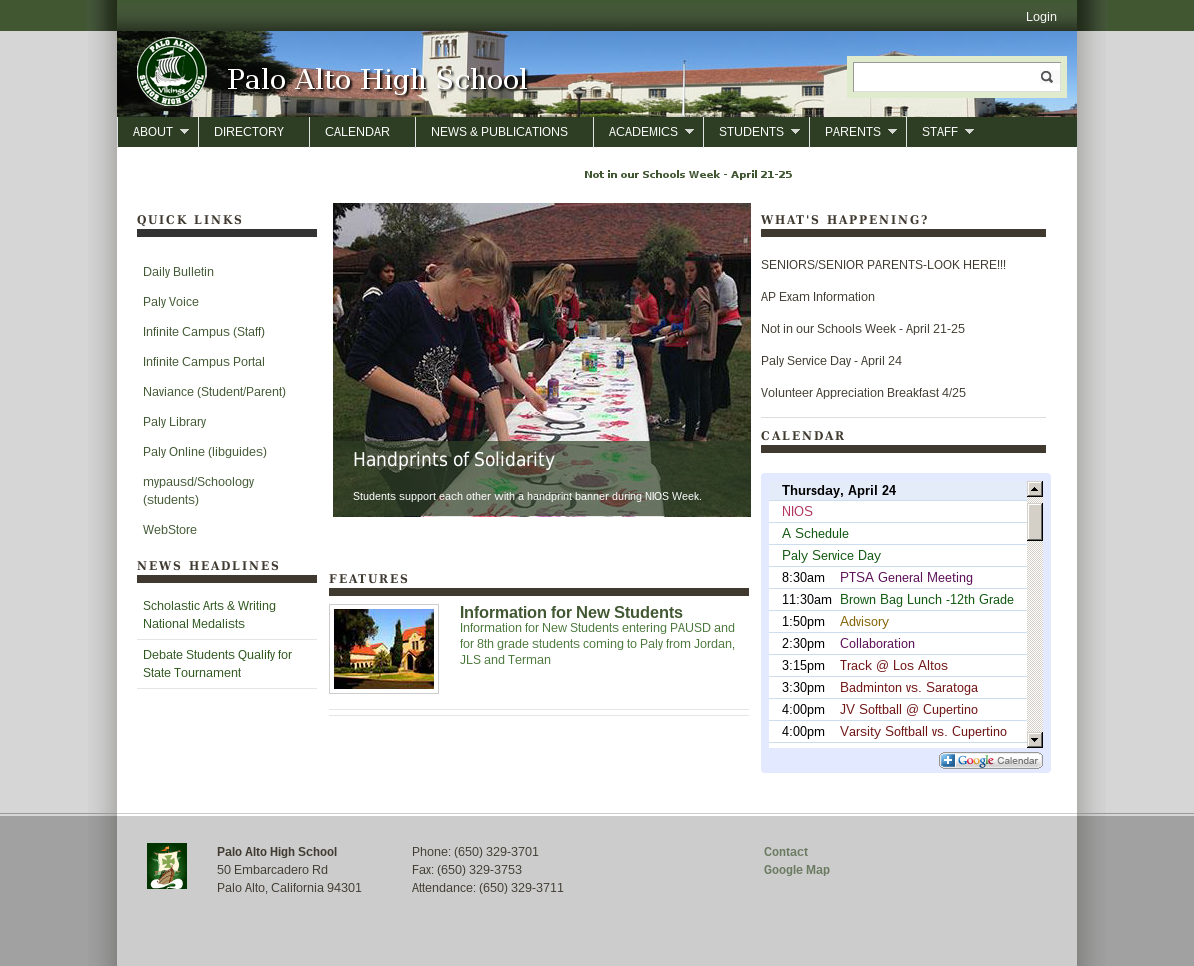 Login
PALO ALTO
SENIOR HIGH SCHOOL
Vikings
Palo Alto High School
ABOUT DIRECTORY CALENDAR NEWS & PUBLICATIONS ACADEMICS STUDENTS PARENTS STAFF
Not in our Schools Week - April 21-25
QUICK LINKS
Daily Bulletin
Paly Voice
Infinite Campus (Staff)
Infinite Campus Portal
Naviance (Student/Parent)
Paly Library
Paly Online (libguides)
mypausd/Schoology
(students)
WebStore
NEWS HEADLINES
Scholastic Arts & Writing
National Medalists
Debate Students Qualify for
State Tournament
Handprints of Solidarity
Students support each other with a handprint banner during NIOS Week.
FEATURES
Information for New Students
Information for New Students entering PAUSD and
for 8th grade students coming to Paly from Jordan,
JLS and Terman
WHAT'S HAPPENING?
SENIORS/SENIOR PARENTS-LOOK HERE!!!
AP Exam Information
Not in our Schools Week - April 21-25
Paly Service Day - April 24
Volunteer Appreciation Breakfast 4/25
CALENDAR
Thursday, April 24
NIOS
A Schedule
Paly Service Day
8:30am PTSA General Meeting
11:30am Brown Bag Lunch -12th Grade
1:50pm Advisory
2:30pm Collaboration
3:15pm Track @ Los Altos
3:30pm Badminton vs. Saratoga
4:00pm JV Softball @ Cupertino
4:00pm Varsity Softball vs. Cupertino
Google Calendar
Palo Alto High School
50 Embarcadero Rd
Palo Alto, California 94301
Phone: (650) 329-3701
Fax: (650) 329-3753
Attendance: (650) 329-3711
Contact
Google Map